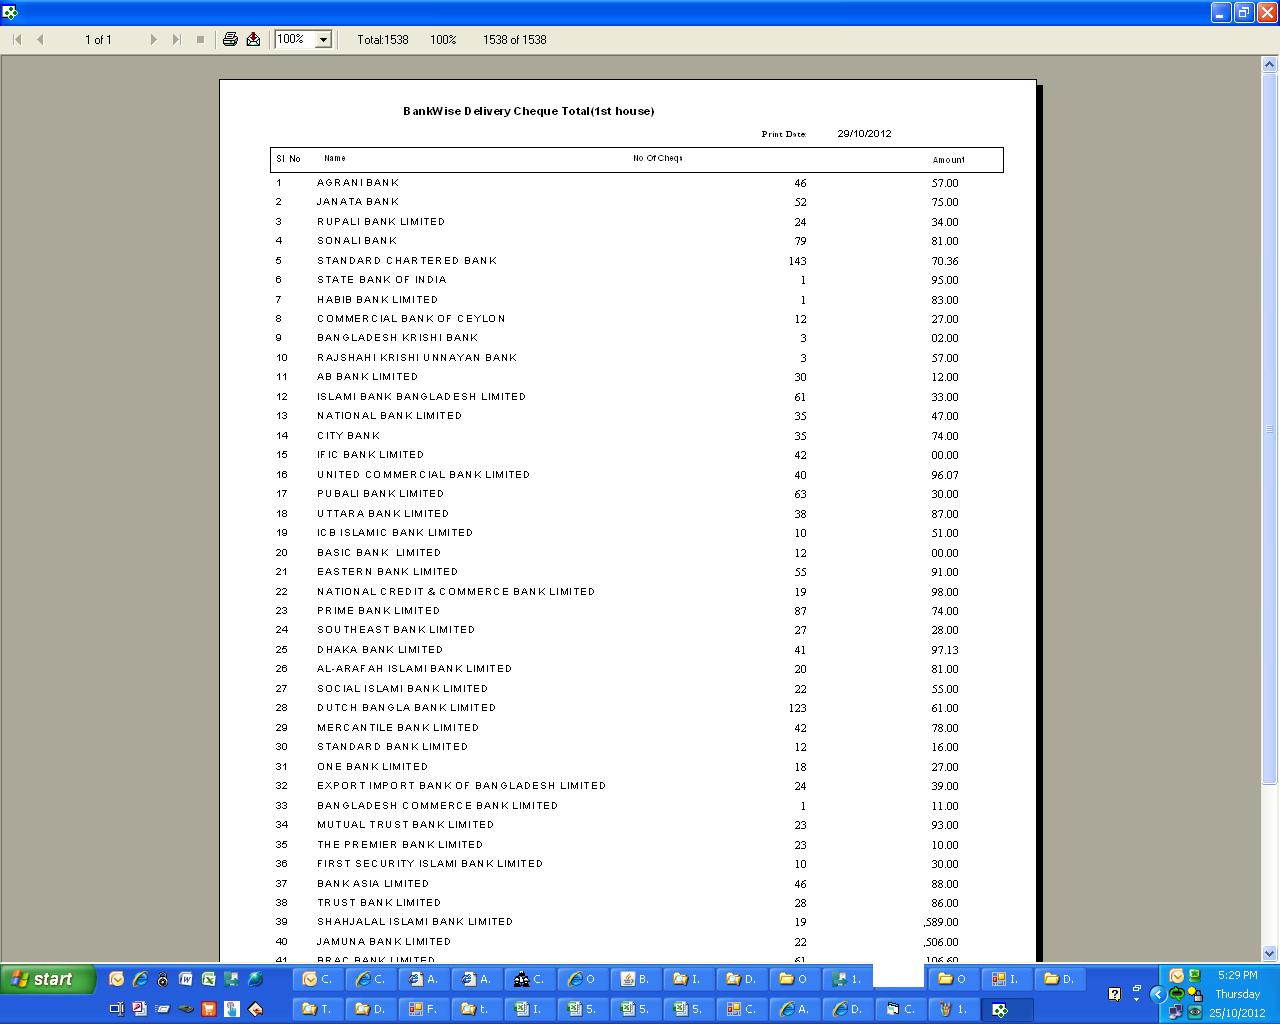 1 of 1 100% Total:1538 100% 1538 of 1538
BankWise Delivery Cheque Total(1st house)
Print Date: 29/10/2012
Sl No Name No Of Cheqs Amount
1 AGRANI BANK 46 57.00
2 JANATA BANK 52 75.00
3 RUPALI BANK LIMITED 24 34.00
4 SONALI BANK 79 81.00
5 STANDARD CHARTERED BANK 143 70.36
6 STATE BANK OF INDIA 1 95.00
7 HABIB BANK LIMITED 1 83.00
8 COMMERCIAL BANK OF CEYLON 12 27.00
9 BANGLADESH KRISHI BANK 3 02.00
10 RAJSHAHI KRISHI UNNAYAN BANK 3 57.00
11 AB BANK LIMITED 30 12.00
12 ISLAMI BANK BANGLADESH LIMITED 61 33.00
13 NATIONAL BANK LIMITED 35 47.00
14 CITY BANK 35 74.00
15 IFIC BANK LIMITED 42 00.00
16 UNITED COMMERCIAL BANK LIMITED 40 96.07
17 PUBALI BANK LIMITED 63 30.00
18 UTTARA BANK LIMITED 38 87.00
19 ICB ISLAMIC BANK LIMITED 10 51.00
20 BASIC BANK LIMITED 12 00.00
21 EASTERN BANK LIMITED 55 91.00
22 NATIONAL CREDIT & COMMERCE BANK LIMITED 19 98.00
23 PRIME BANK LIMITED 87 74.00
24 SOUTHEAST BANK LIMITED 27 28.00
25 DHAKA BANK LIMITED 41 97.13
26 AL-ARAFAH ISLAMI BANK LIMITED 20 81.00
27 SOCIAL ISLAMI BANK LIMITED 22 55.00
28 DUTCH BANGLA BANK LIMITED 123 61.00
29 MERCANTILE BANK LIMITED 42 78.00
30 STANDARD BANK LIMITED 12 16.00
31 ONE BANK LIMITED 18 27.00
32 EXPORT IMPORT BANK OF BANGLADESH LIMITED 24 39.00
33 BANGLADESH COMMERCE BANK LIMITED 1 11.00
34 MUTUAL TRUST BANK LIMITED 23 93.00
35 THE PREMIER BANK LIMITED 23 10.00
36 FIRST SECURITY ISLAMI BANK LIMITED 10 30.00
37 BANK ASIA LIMITED 46 88.00
38 TRUST BANK LIMITED 28 86.00
39 SHAHJALAL ISLAMI BANK LIMITED 19 ,589.00
40 JAMUNA BANK LIMITED 22 ,506.00
41 BRAC BANK LIMITED 61 ,106.60
start C. C. A. A. C. O B. I. D. O 1. O I. D. 5:29 PM
Thursday
T. D. F. t. I. 5. 5. 5. C. A. D. C. 1. 25/10/2012